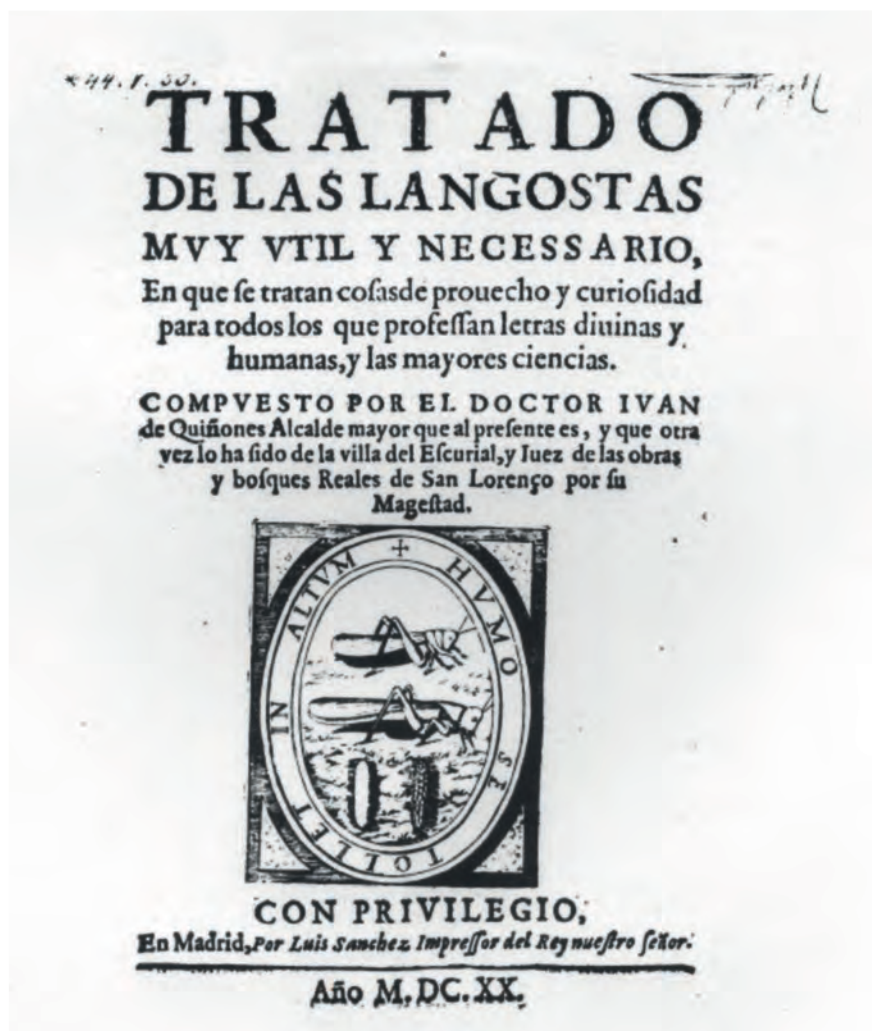 *44.V.30.
TRATADO
DE LAS LANGOSTAS
MVY VTIL Y NECESSARIO,
En que ſe tratan coſasde prouecho y curioſidad
para todos los que profeſſan letras diuinas y
humanas,y las mayores ciencias.
COMPVESTO POR EL DOCTOR IVAN
de Quiñones Alcalde mayor que al preſente es, y que otra
vez lo ha ſido de la villa del Eſcurial,y Iuez de las obras
y boſques Reales de San Lorenço por ſu
Mageſtad.
+ HVMO SE TOLLET IN ALTVM
CON PRIVILEGIO,
En Madrid,Por Luis Sanchez Impreſſor del Rey nueſtro ſeñor.
Año M.DC.XX.